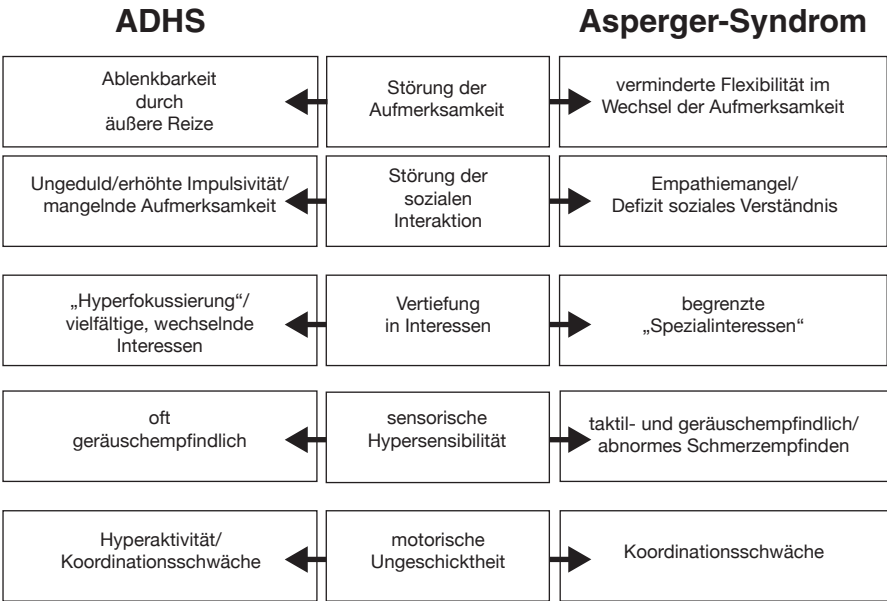 ADHS
Asperger-Syndrom
Ablenkbarkeit
durch
äußere Reize
Störung der
Aufmerksamkeit
verminderte Flexibilität im
Wechsel der Aufmerksamkeit
Ungeduld/erhöhte Impulsivität/
mangelnde Aufmerksamkeit
Störung der
sozialen
Interaktion
Empathiemangel/
Defizit soziales Verständnis
„Hyperfokussierung“/
vielfältige, wechselnde
Interessen
Vertiefung
in Interessen
begrenzte
„Spezialinteressen“
oft
geräuschempfindlich
sensorische
Hypersensibilität
taktil- und geräuschempfindlich/
abnormes Schmerzempfinden
Hyperaktivität/
Koordinationsschwäche
motorische
Ungeschicktheit
Koordinationsschwäche